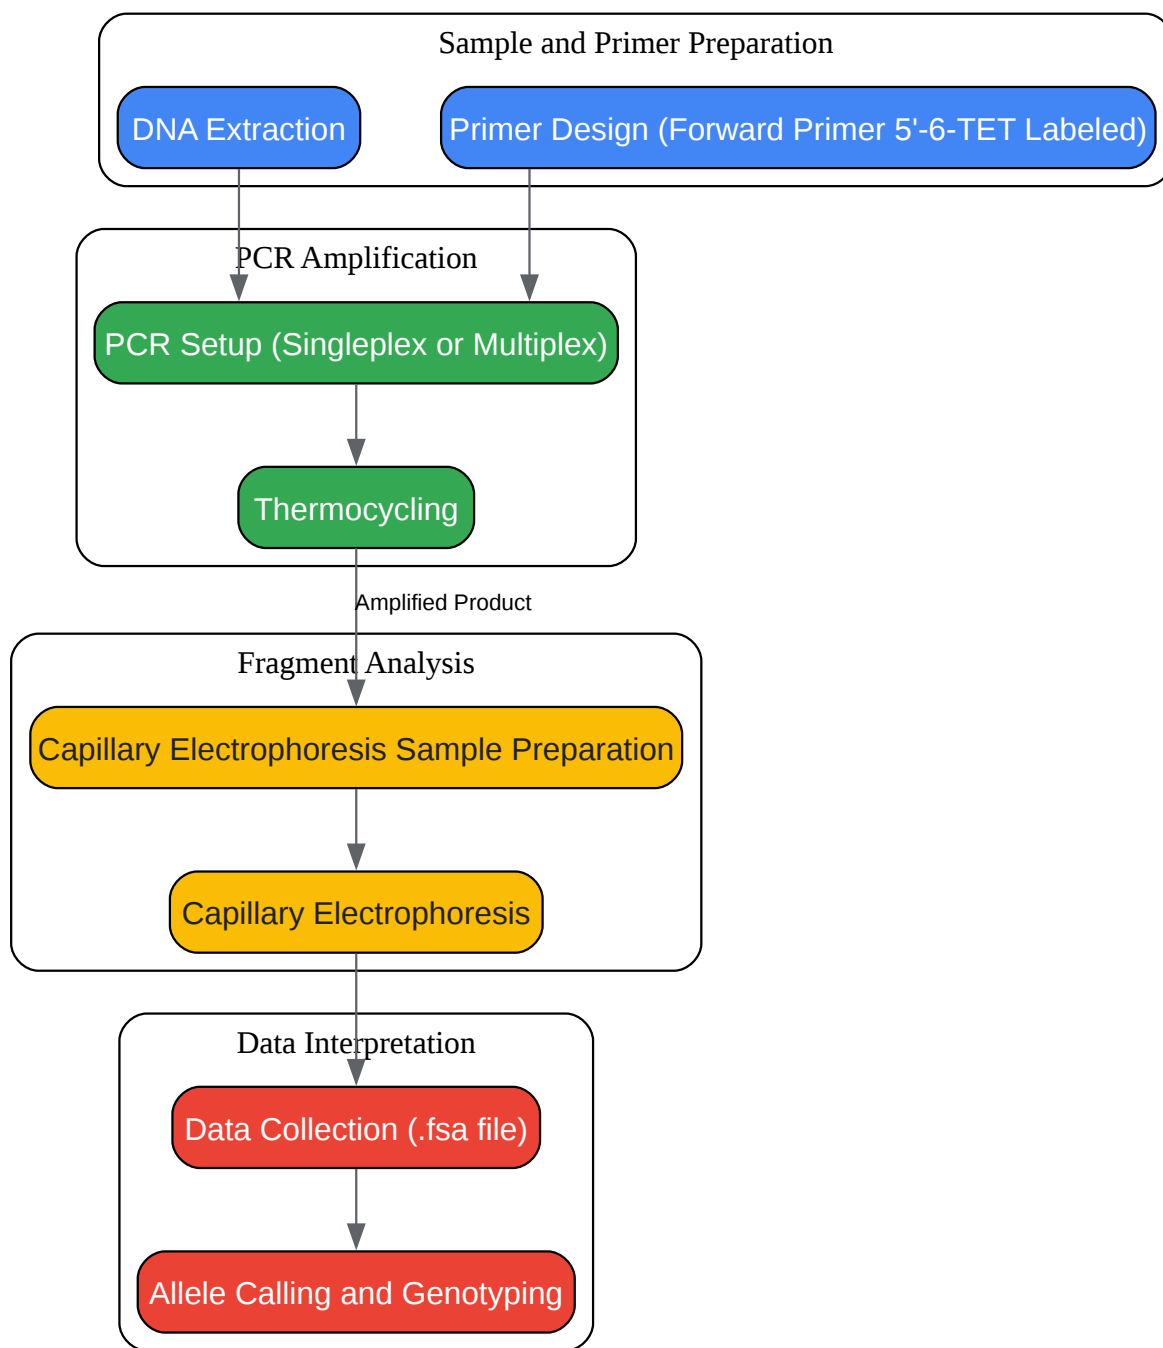 Sample and Primer Preparation
DNA Extraction
Primer Design (Forward Primer 5'-6-TET Labeled)
PCR Amplification
PCR Setup (Singleplex or Multiplex)
Thermocycling
Amplified Product
Fragment Analysis
Capillary Electrophoresis Sample Preparation
Capillary Electrophoresis
Data Interpretation
Data Collection (.fsa file)
Allele Calling and Genotyping